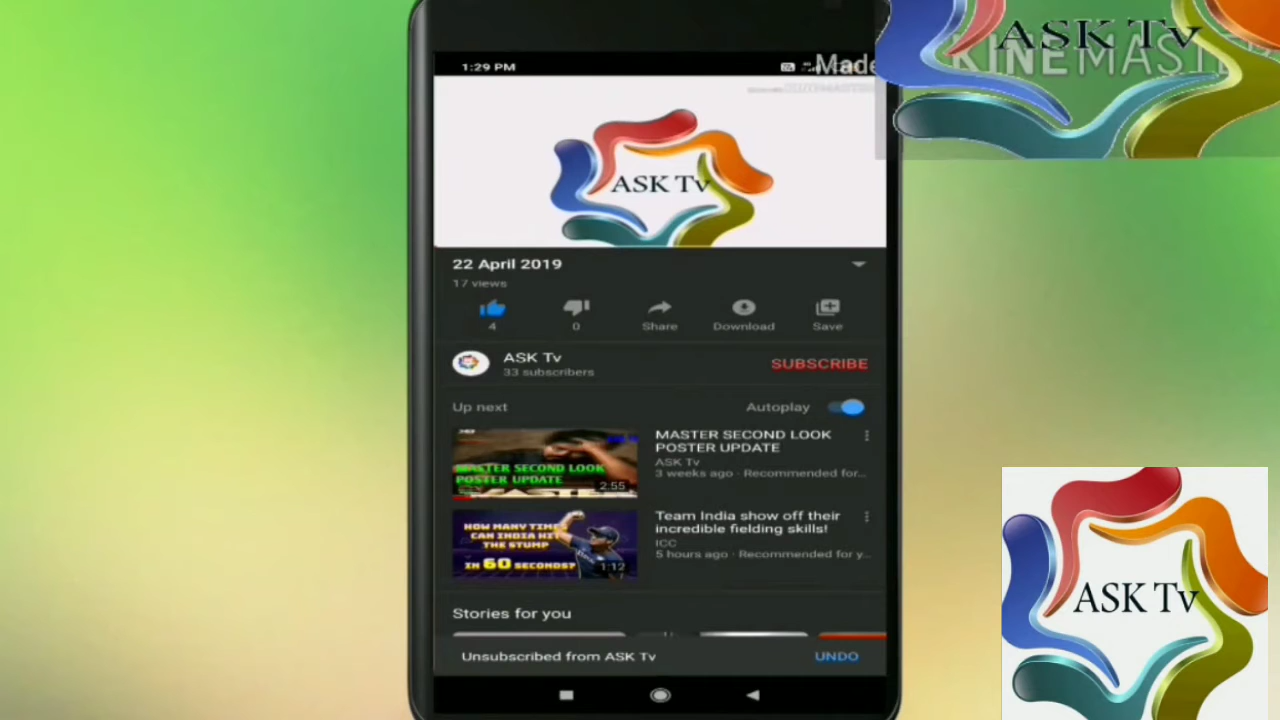 ASK Tv
KINEMASTER
1:29 PM
Made
ASK Tv
22 April 2019
17 views
4
0
Share
Download
Save
ASK Tv
33 subscribers
SUBSCRIBE
Up next
Autoplay
MASTER SECOND LOOK
POSTER UPDATE
2:55
MASTER SECOND LOOK
POSTER UPDATE
ASK Tv
3 weeks ago · Recommended for...
HOW MANY TIMES
CAN INDIA HIT
THE STUMP
IN 60 SECONDS?
1:12
Team India show off their
incredible fielding skills!
ICC
5 hours ago · Recommended for y...
Stories for you
Unsubscribed from ASK Tv
UNDO
ASK Tv